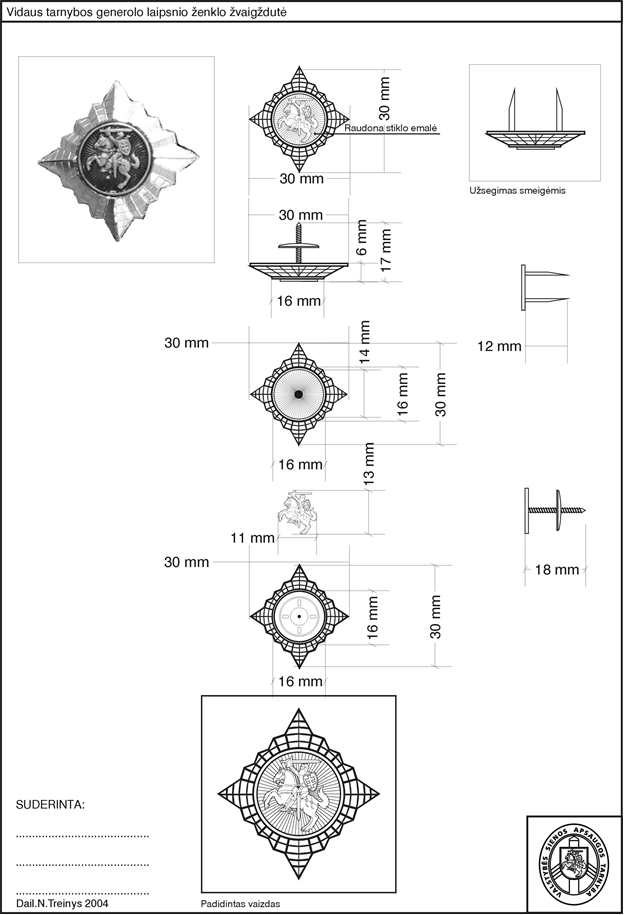 Vidaus tarnybos generolo laipsnio ženklo žvaigždutė
30 mm
Raudona stiklo emalė
30 mm
Užsegimas smeigėmis
30 mm
6 mm
17 mm
16 mm
12 mm
30 mm
14 mm
16 mm
30 mm
16 mm
13 mm
11 mm
18 mm
30 mm
16 mm
30 mm
16 mm
SUDERINTA:
.......................................
.......................................
.......................................
Dail.N.Treinys 2004
Padidintas vaizdas
VALSTYBĖS SIENOS APSAUGOS TARNYBA